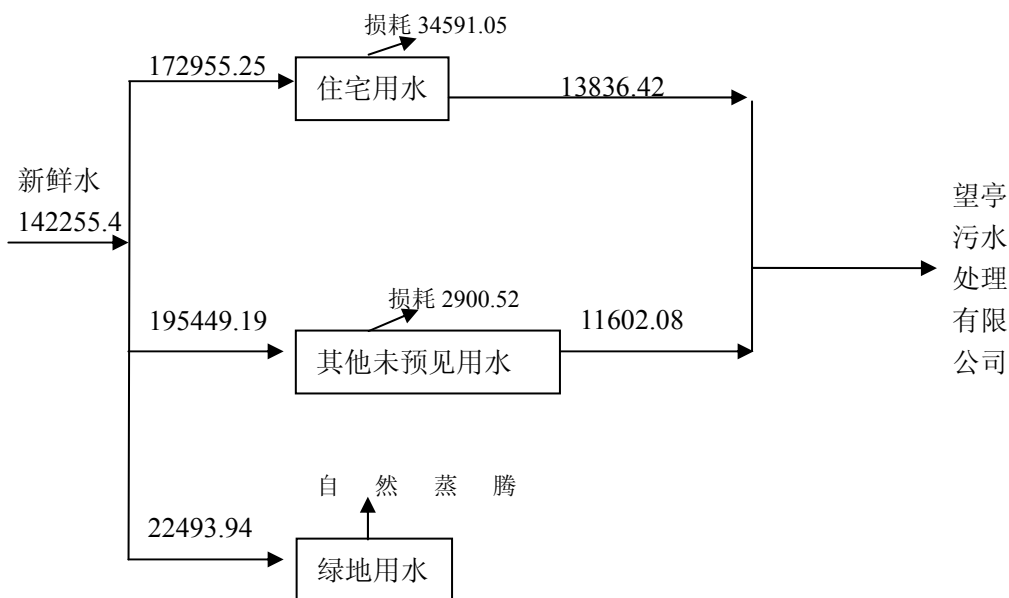 损耗 34591.05
172955.25
住宅用水
13836.42
新鲜水
142255.4
损耗 2900.52
195449.19
其他未预见用水
11602.08
望亭
污水
处理
有限
公司
自然蒸腾
22493.94
绿地用水